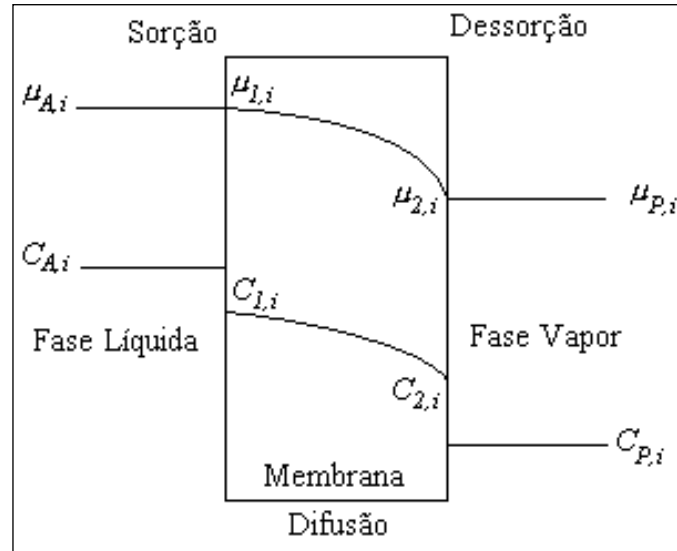 Sorção
Dessorção
μA,i
μ1,i
μ2,i
μP,i
CA,i
C1,i
Fase Líquida
Fase Vapor
C2,i
CP,i
Membrana
Difusão